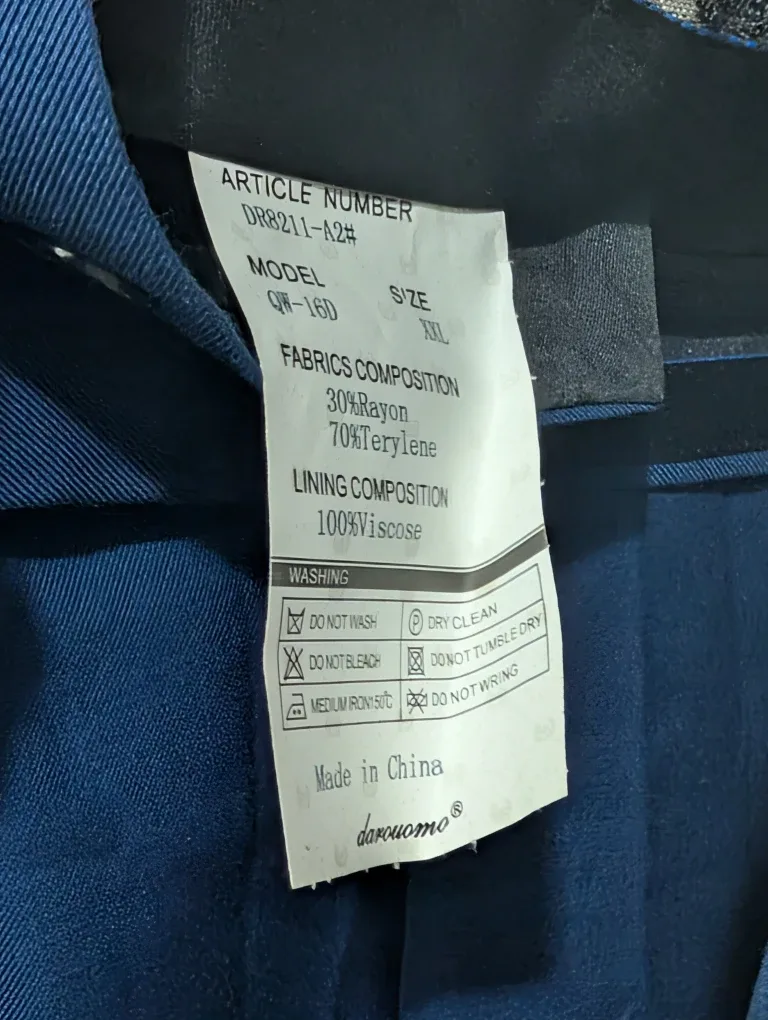 ARTICLE NUMBER
DR8211-A2#
MODEL SIZE
QW-16D XXL
FABRICS COMPOSITION
30%Rayon
70%Terylene
LINING COMPOSITION
100%Viscose
WASHING
DO NOT WASH P DRY CLEAN
DO NOT BLEACH DO NOT TUMBLE DRY
MEDIUM IRON150℃ DO NOT WRING
Made in China
darouomo®